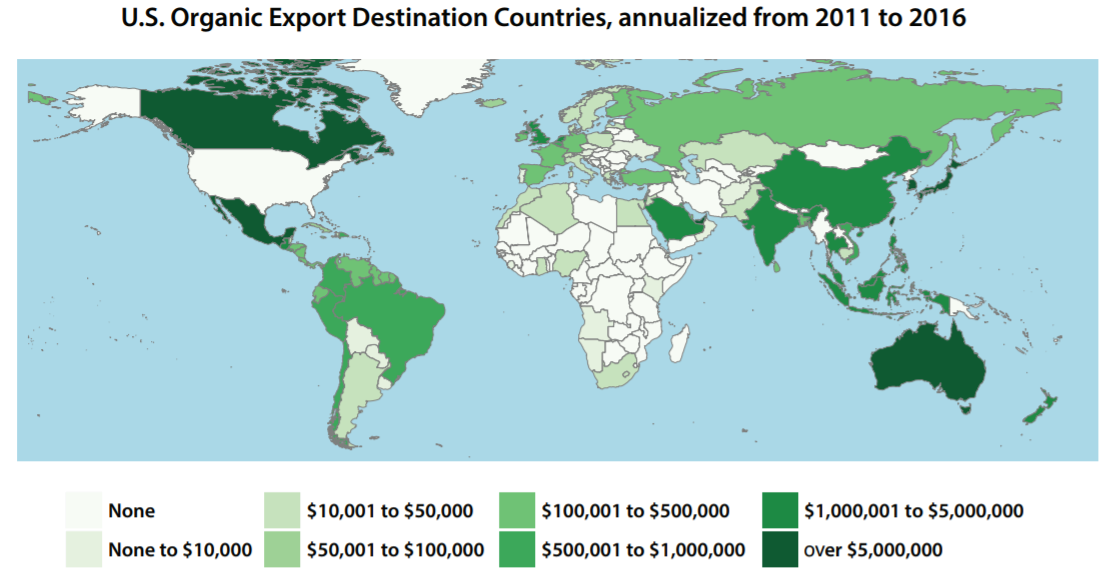 U.S. Organic Export Destination Countries, annualized from 2011 to 2016
None
$10,001 to $50,000
$100,001 to $500,000
$1,000,001 to $5,000,000
None to $10,000
$50,001 to $100,000
$500,001 to $1,000,000
over $5,000,000